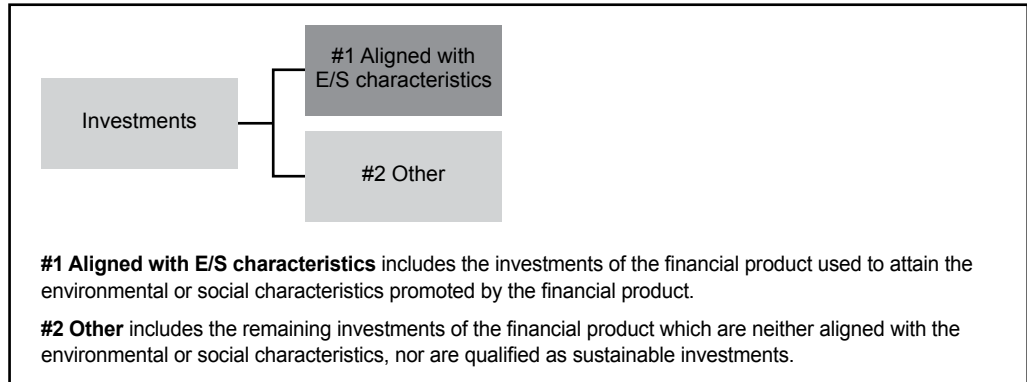 #1 Aligned with
E/S characteristics
Investments
#2 Other
#1 Aligned with E/S characteristics includes the investments of the financial product used to attain the
environmental or social characteristics promoted by the financial product.
#2 Other includes the remaining investments of the financial product which are neither aligned with the
environmental or social characteristics, nor are qualified as sustainable investments.